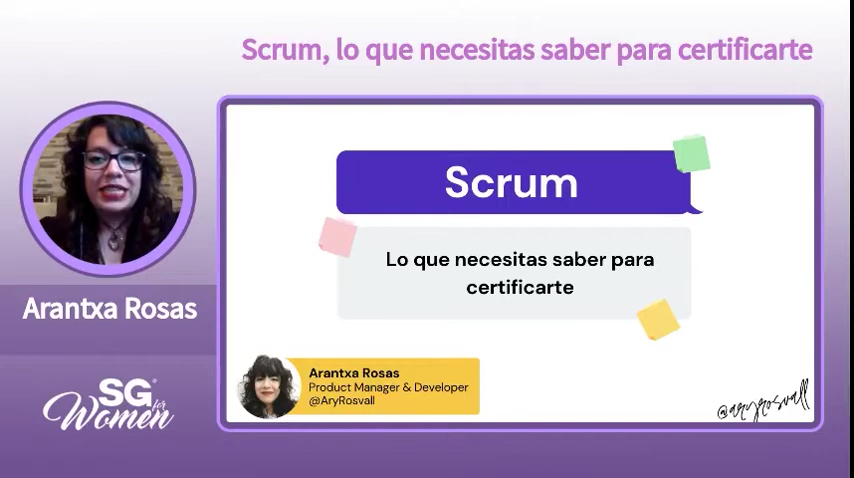 Scrum, lo que necesitas saber para certificarte
Scrum
Lo que necesitas saber para
certificarte
Arantxa Rosas
Product Manager & Developer
@AryRosvall
@aryrosvall
Arantxa Rosas
SG®
for
Women